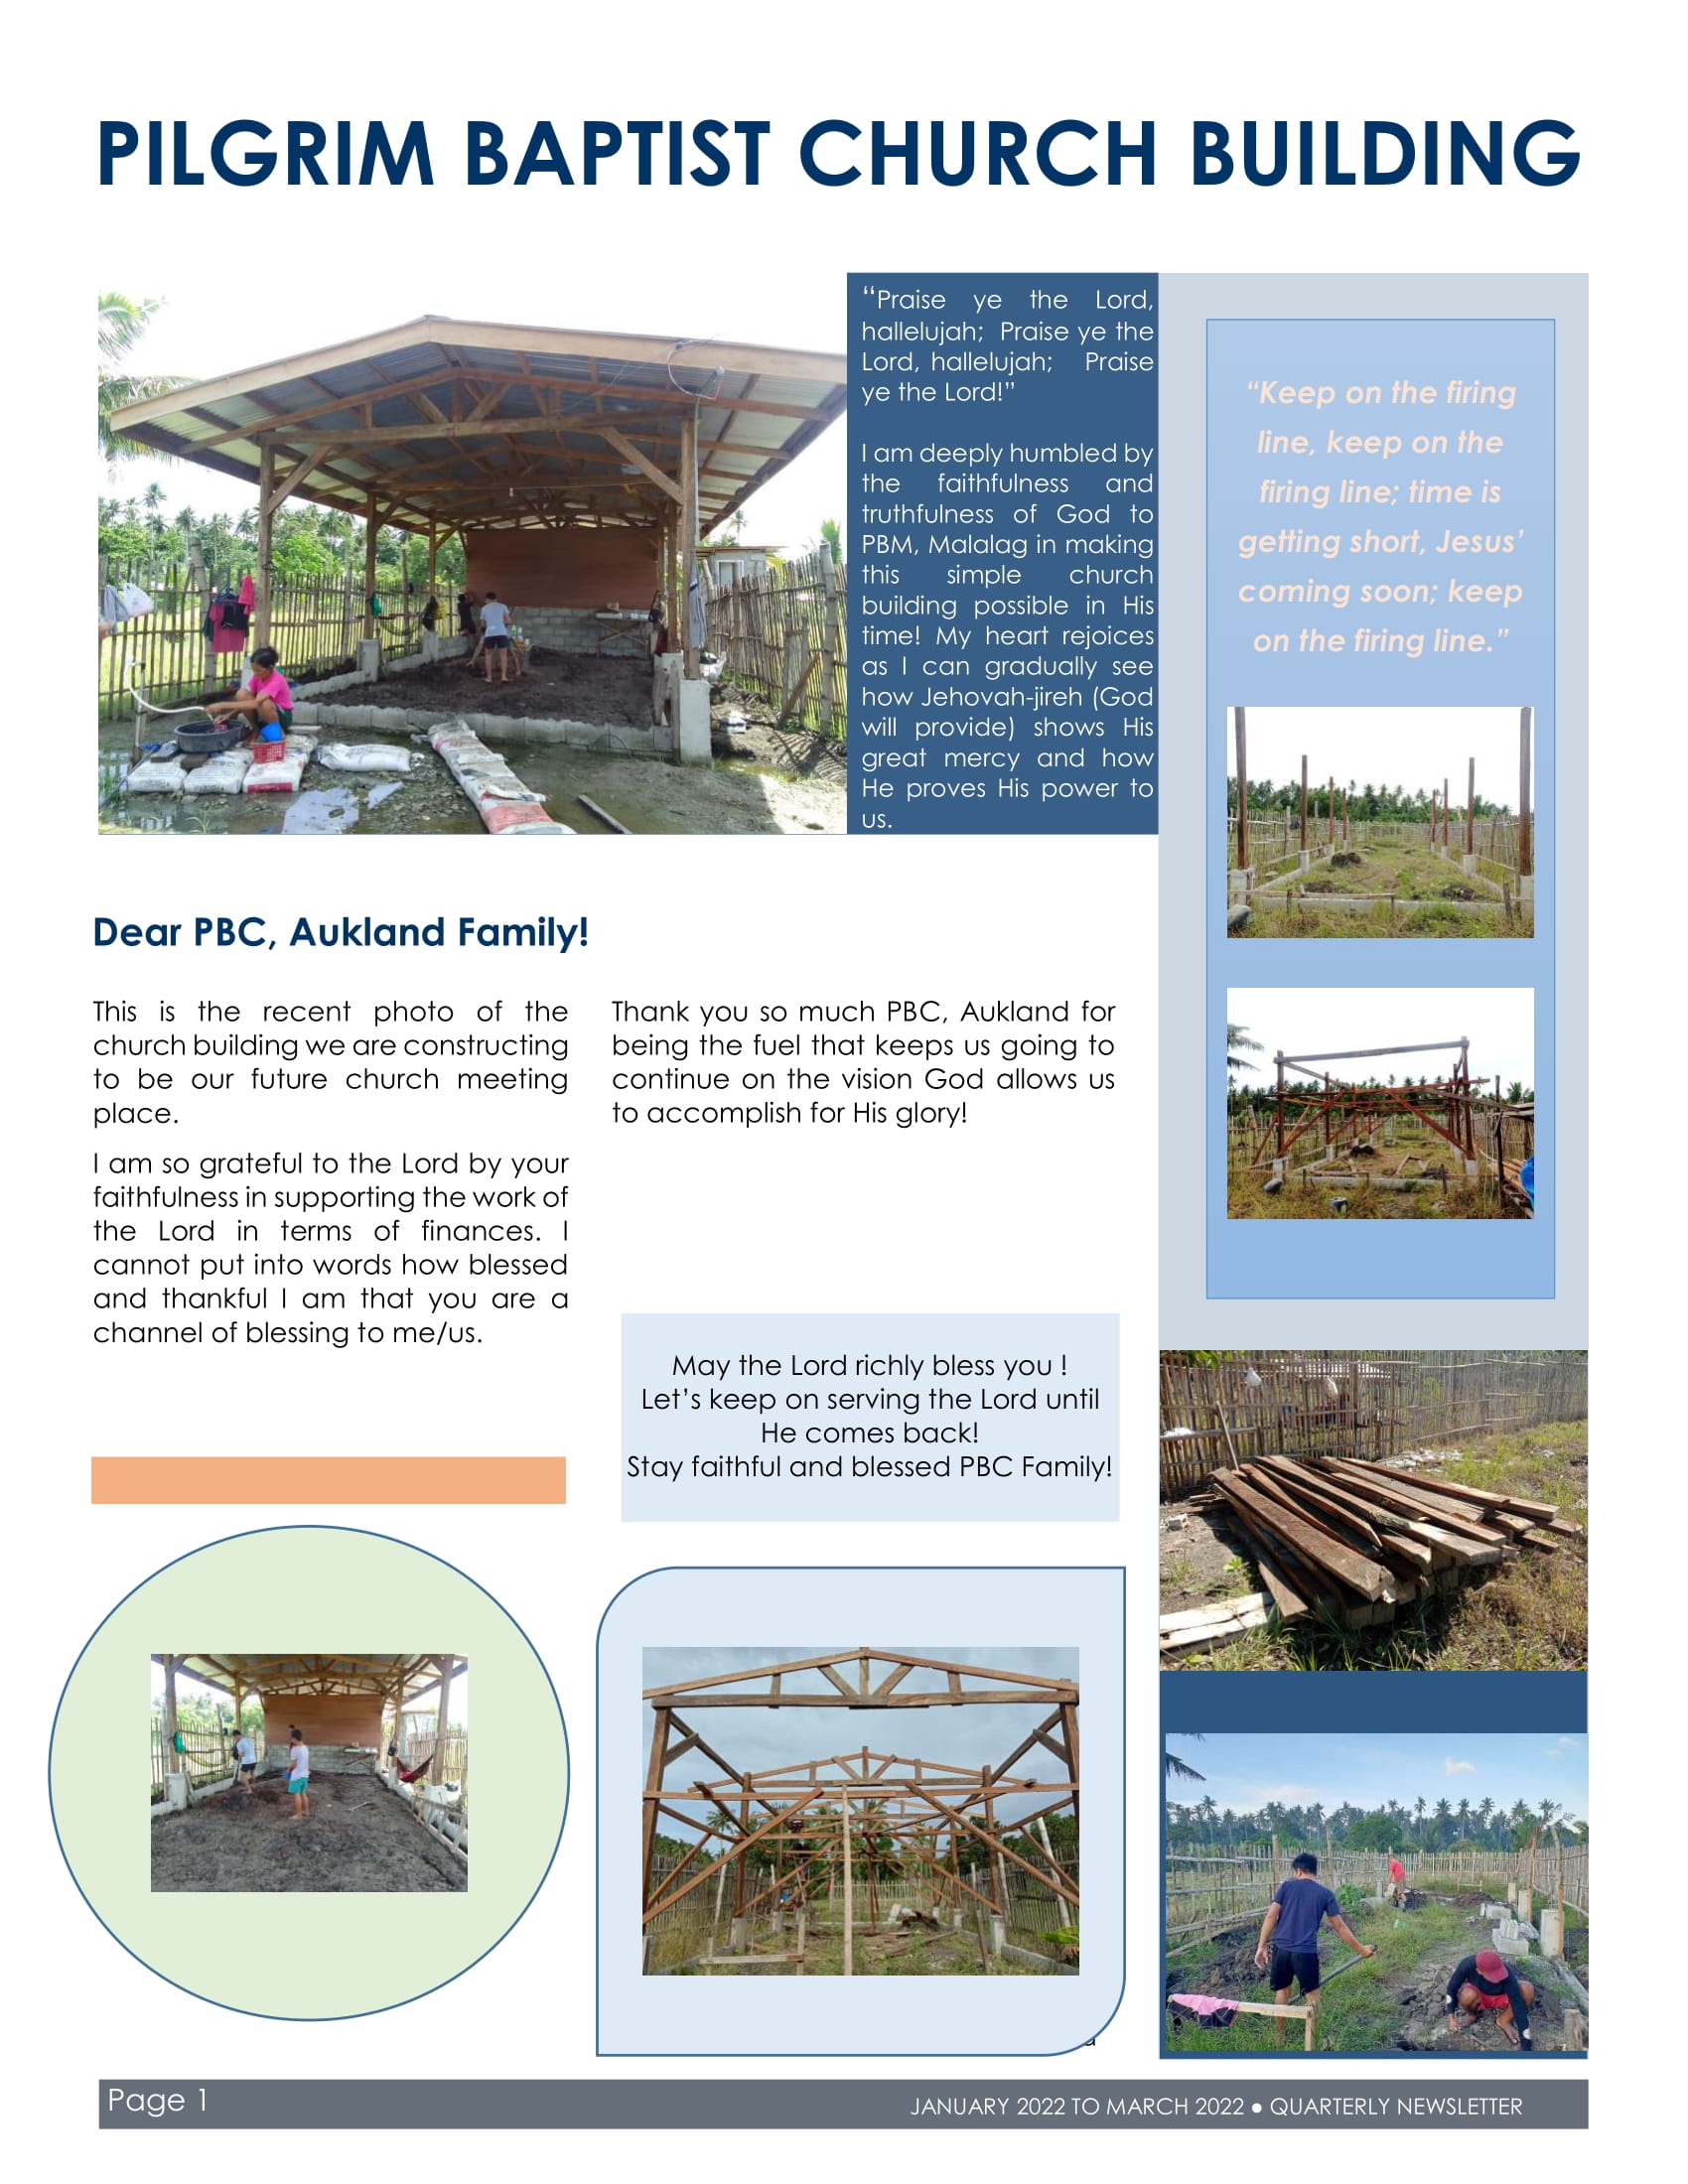 PILGRIM BAPTIST CHURCH BUILDING
“Praise ye the Lord,
hallelujah; Praise ye the
Lord, hallelujah; Praise
ye the Lord!”
I am deeply humbled by
the faithfulness and
truthfulness of God to
PBM, Malalag in making
this simple church
building possible in His
time! My heart rejoices
as I can gradually see
how Jehovah-jireh (God
will provide) shows His
great mercy and how
He proves His power to
us.
“Keep on the firing
line, keep on the
firing line; time is
getting short, Jesus’
coming soon; keep
on the firing line.”
Dear PBC, Aukland Family!
This is the recent photo of the
church building we are constructing
to be our future church meeting
place.
I am so grateful to the Lord by your
faithfulness in supporting the work of
the Lord in terms of finances. I
cannot put into words how blessed
and thankful I am that you are a
channel of blessing to me/us.
Thank you so much PBC, Aukland for
being the fuel that keeps us going to
continue on the vision God allows us
to accomplish for His glory!
May the Lord richly bless you !
Let’s keep on serving the Lord until
He comes back!
Stay faithful and blessed PBC Family!
Page 1
JANUARY 2022 TO MARCH 2022 ● QUARTERLY NEWSLETTER